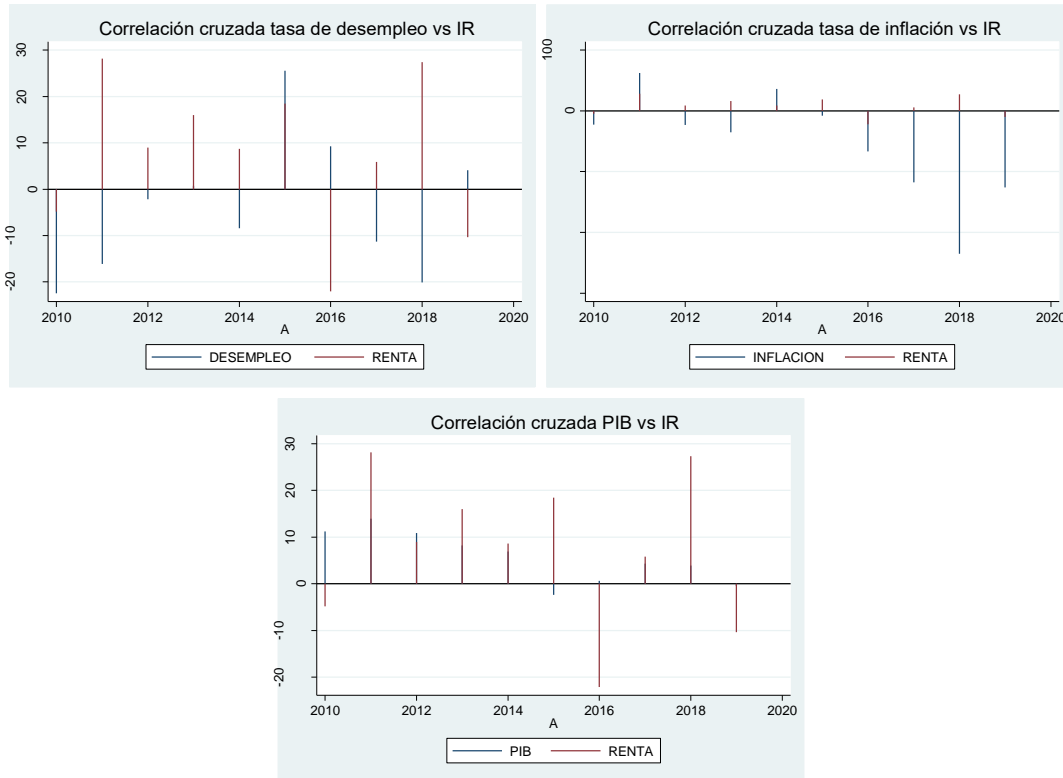 Correlación cruzada tasa de desempleo vs IR
30
20
10
0
-10
-20
2010 2012 2014 2016 2018 2020
A
DESEMPLEO RENTA
Correlación cruzada tasa de inflación vs IR
100
0
2010 2012 2014 2016 2018 2020
A
INFLACION RENTA
Correlación cruzada PIB vs IR
30
20
10
0
-10
-20
2010 2012 2014 2016 2018 2020
A
PIB RENTA